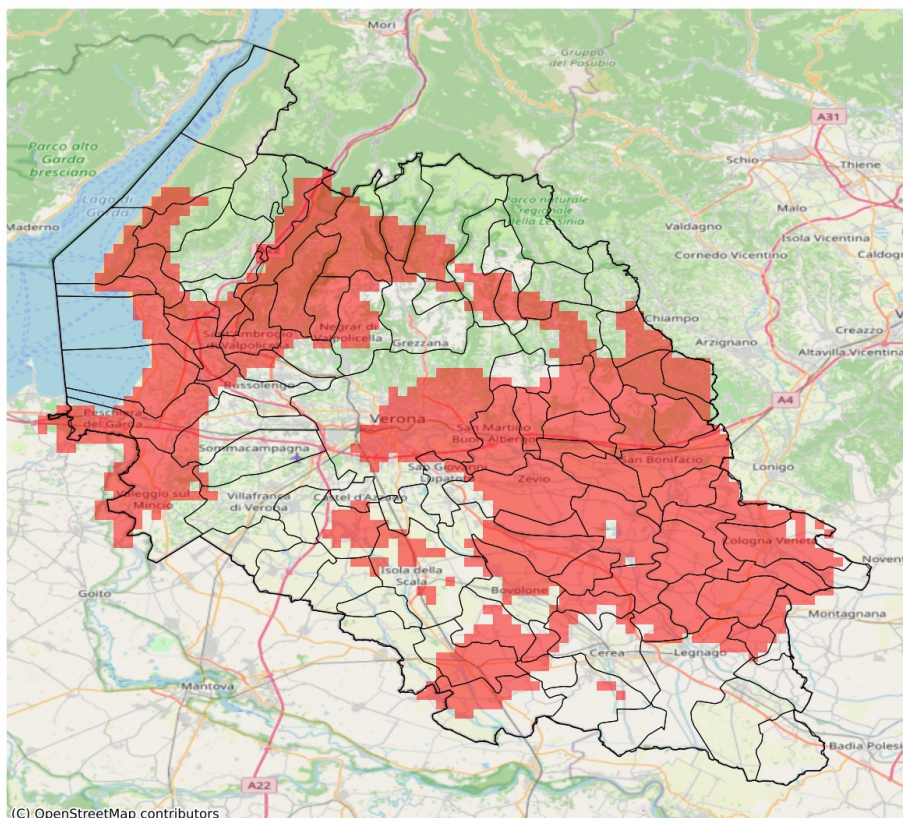 Mori
Gruppo
del Pasubio
A31
Parco alto
Garda
bresciano
Schio
Thiene
Lago di
Garda
Parco naturale
regionale
della Lessinia
Malo
Maderno
Valdagno
Isola Vicentina
Cornedo Vicentino
Caldog
Chiampo
Creazzo
Sant'Ambrogio
di Valpolicella
Negrar di
Valpolicella
Grezzana
Arzignano
Altavilla Vicentina
Bussolengo
A4
Peschiera
del Garda
Verona
San Martino
Buon Albergo
Sommacampagna
San Bonifacio
Lonigo
San Giovanni
Lupatoto
Zevio
Valeggio sul
Mincio
Villafranca
di Verona
Castel d'Azzano
Cologna Veneta
Novent
Isola della
Scala
Goito
Bovolone
Montagnana
Cerea
Legnago
Mantova
Badia Polesi
A22
(C) OpenStreetMap contributors